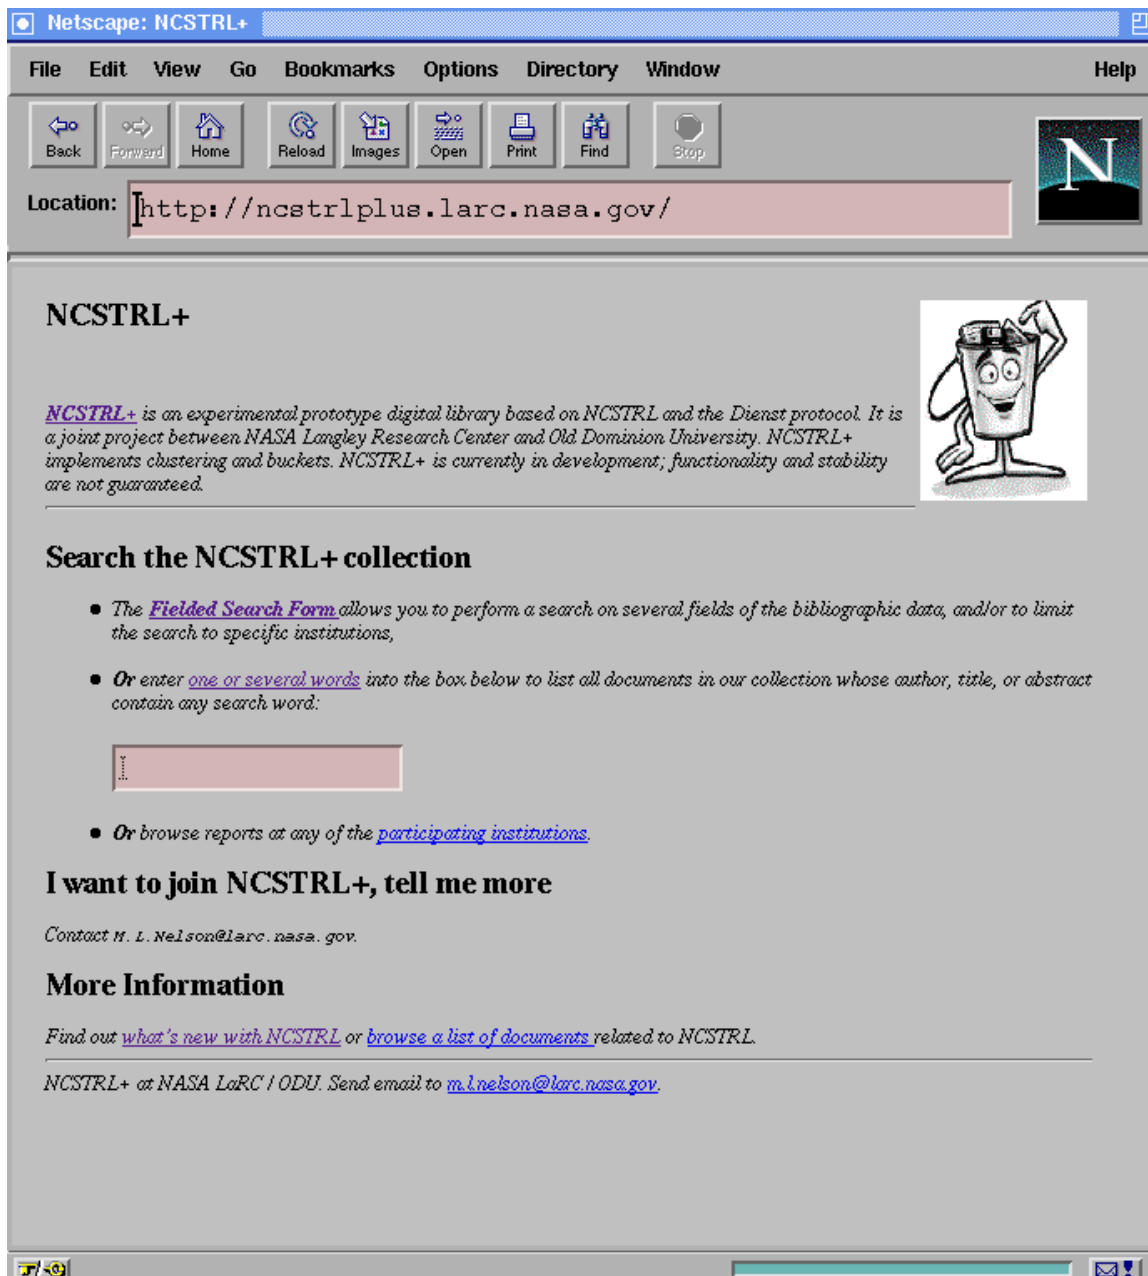 Netscape: NCSTRL+
File Edit View Go Bookmarks Options Directory Window Help
Back Forward Home Reload Images Open Print Find Stop
N
Location: http://ncstrlplus.larc.nasa.gov/
NCSTRL+
NCSTRL+ is an experimental prototype digital library based on NCSTRL and the Dienst protocol. It is
a joint project between NASA Langley Research Center and Old Dominion University. NCSTRL+
implements clustering and buckets. NCSTRL+ is currently in development; functionality and stability
are not guaranteed.
Search the NCSTRL+ collection
The Fielded Search Form allows you to perform a search on several fields of the bibliographic data, and/or to limit
the search to specific institutions,
Or enter one or several words into the box below to list all documents in our collection whose author, title, or abstract
contain any search word:
Or browse reports at any of the participating institutions.
I want to join NCSTRL+, tell me more
Contact M.L.Nelson@larc.nasa.gov.
More Information
Find out what's new with NCSTRL or browse a list of documents related to NCSTRL.
NCSTRL+ at NASA LaRC / ODU. Send email to m.l.nelson@larc.nasa.gov.